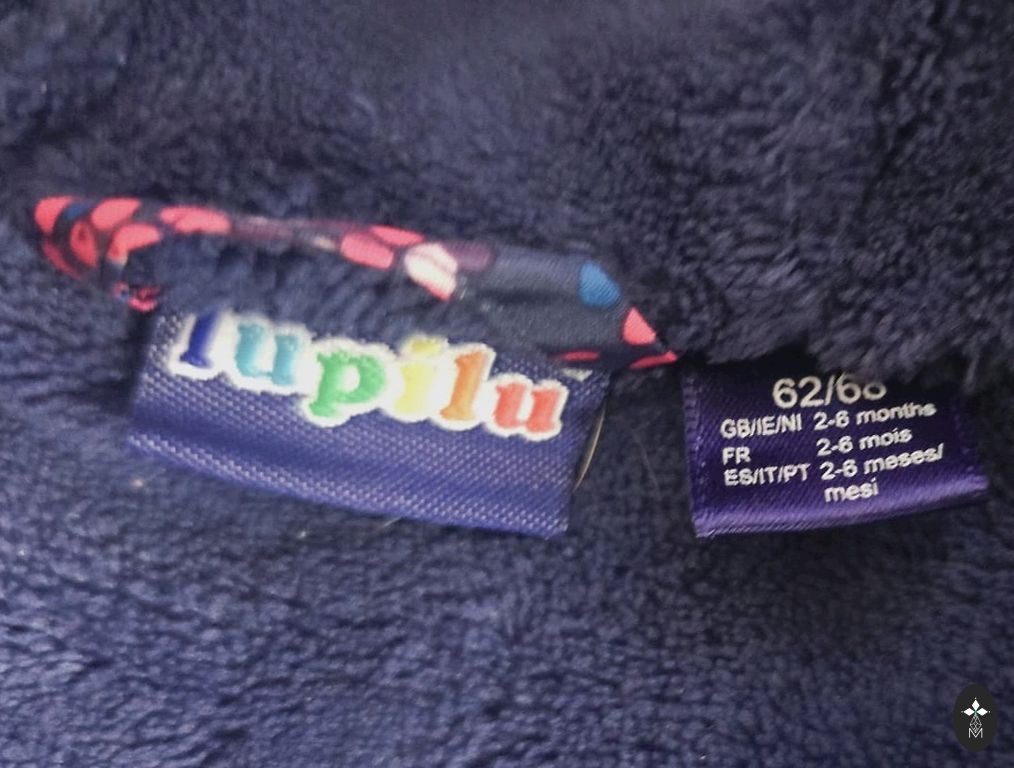 lupilu
62/68
GB/IE/NI 2-6 months
FR 2-6 mois
ES/IT/PT 2-6 meses/
mesi
M